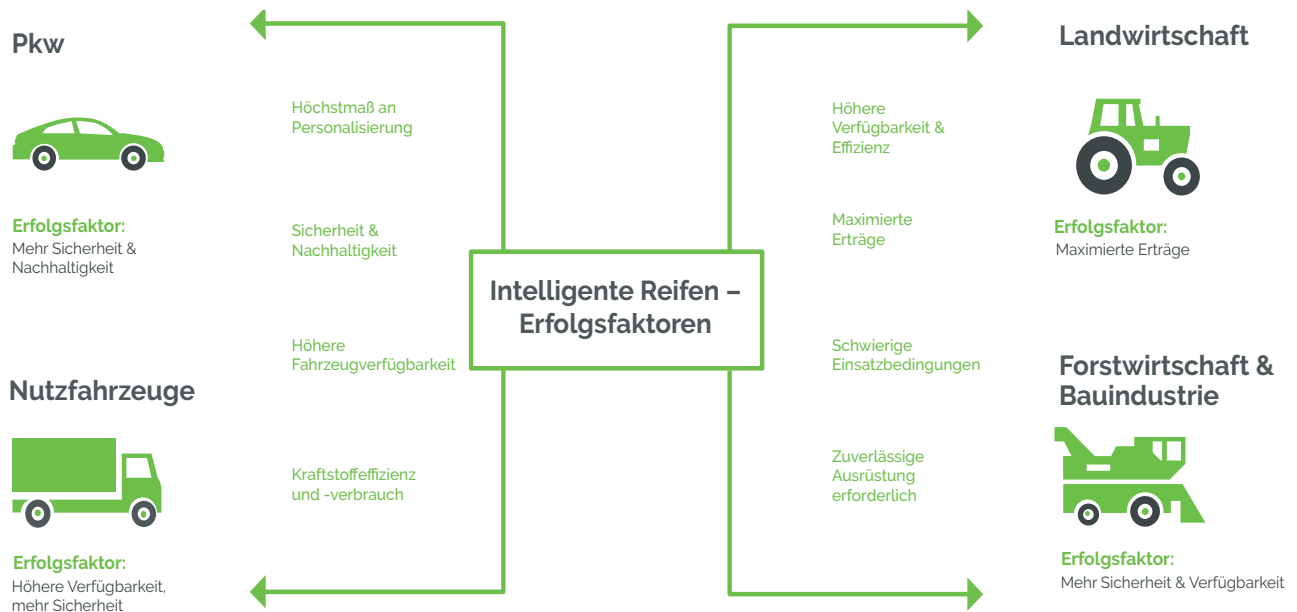 Pkw
Erfolgsfaktor:
Mehr Sicherheit &
Nachhaltigkeit
Nutzfahrzeuge
Erfolgsfaktor:
Höhere Verfügbarkeit,
mehr Sicherheit
Höchstmaß an
Personalisierung
Sicherheit &
Nachhaltigkeit
Höhere
Fahrzeugverfügbarkeit
Kraftstoffeffizienz
und -verbrauch
Intelligente Reifen –
Erfolgsfaktoren
Höhere
Verfügbarkeit &
Effizienz
Maximierte
Erträge
Schwierige
Einsatzbedingungen
Zuverlässige
Ausrüstung
erforderlich
Landwirtschaft
Erfolgsfaktor:
Maximierte Erträge
Forstwirtschaft &
Bauindustrie
Erfolgsfaktor:
Mehr Sicherheit & Verfügbarkeit